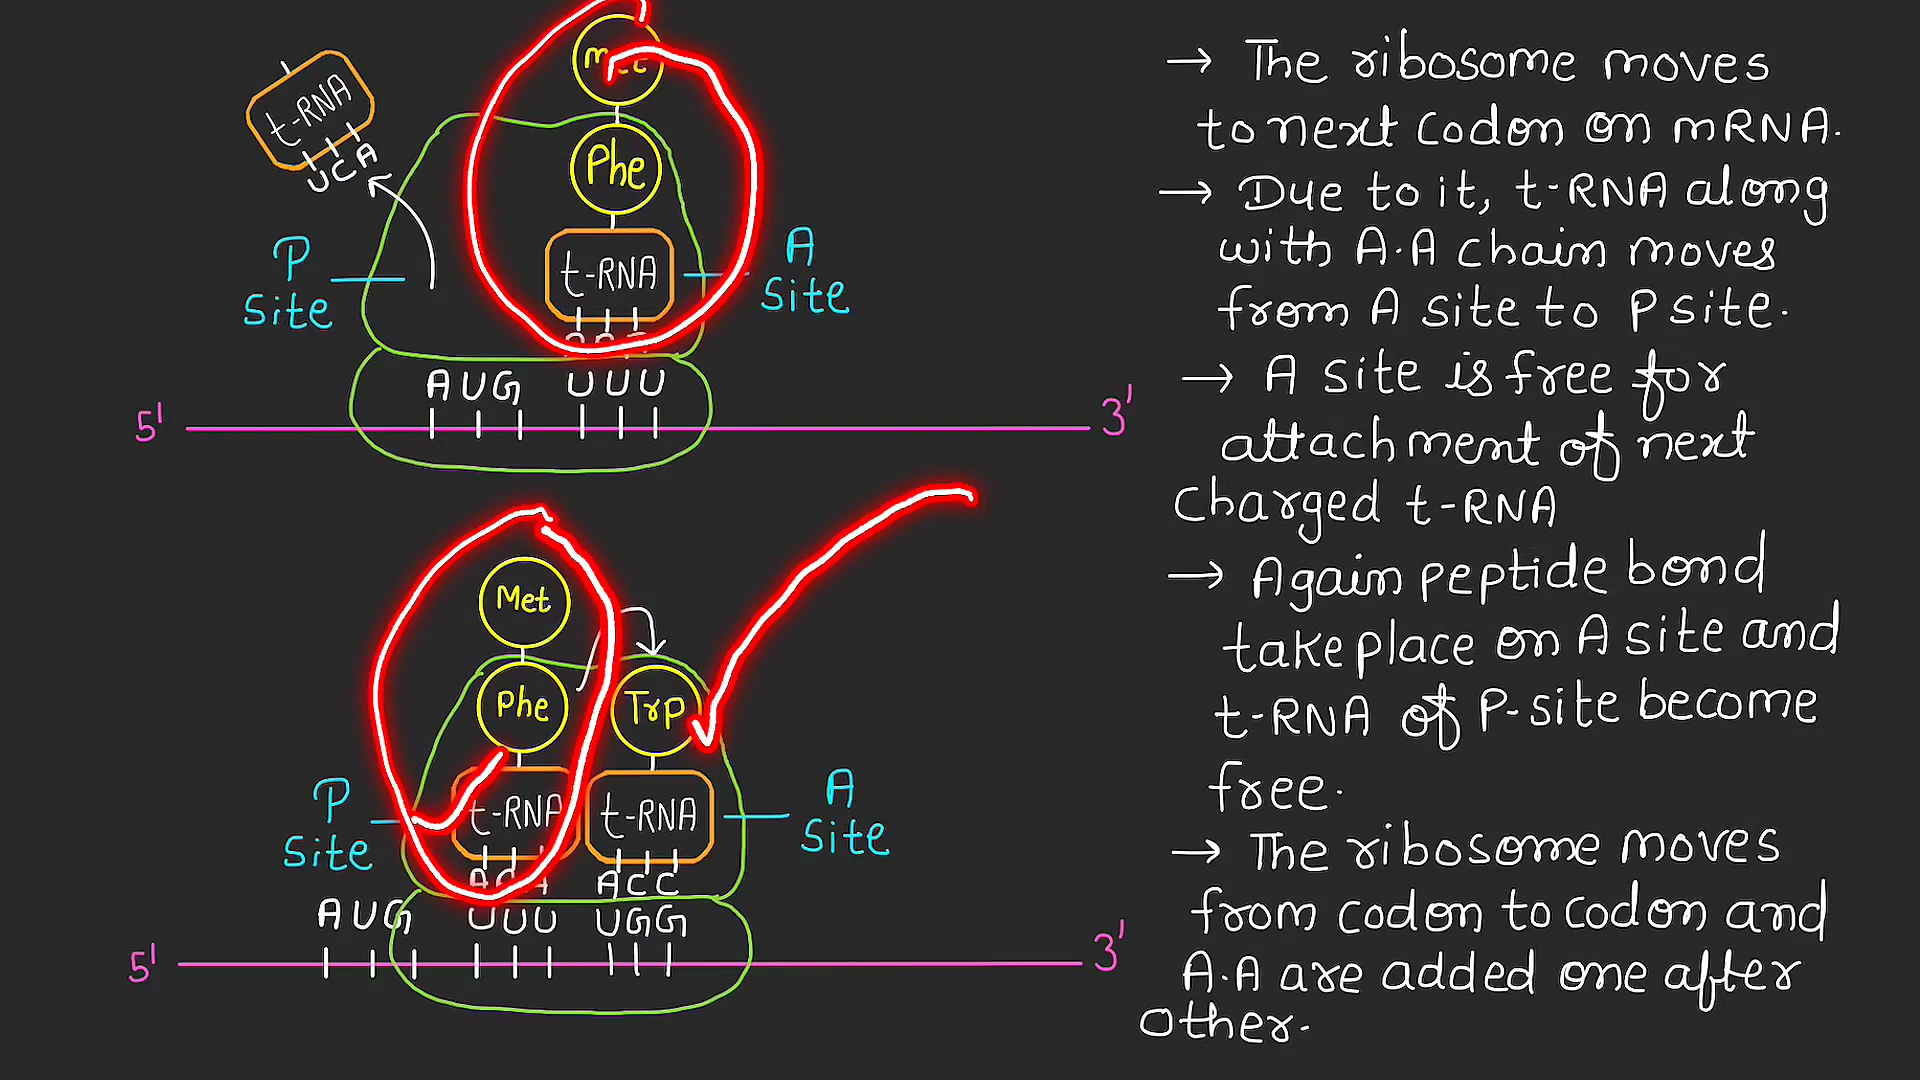 Met
t-RNA
UCA
Phe
P
site
t-RNA
A
site
AUG UUU
5' 3'
Met
Phe
Trp
P
site
t-RNA
t-RNA
A
site
ACC
AUG UUU UGG
5' 3'
→ The ribosome moves
to next codon on mRNA.
→ Due to it, t-RNA along
with A.A chain moves
from A site to P site.
→ A site is free for
attachment of next
Charged t-RNA
→ Again peptide bond
take place on A site and
t-RNA of P-site become
free.
→ The ribosome moves
from codon to codon and
A.A are added one after
other.